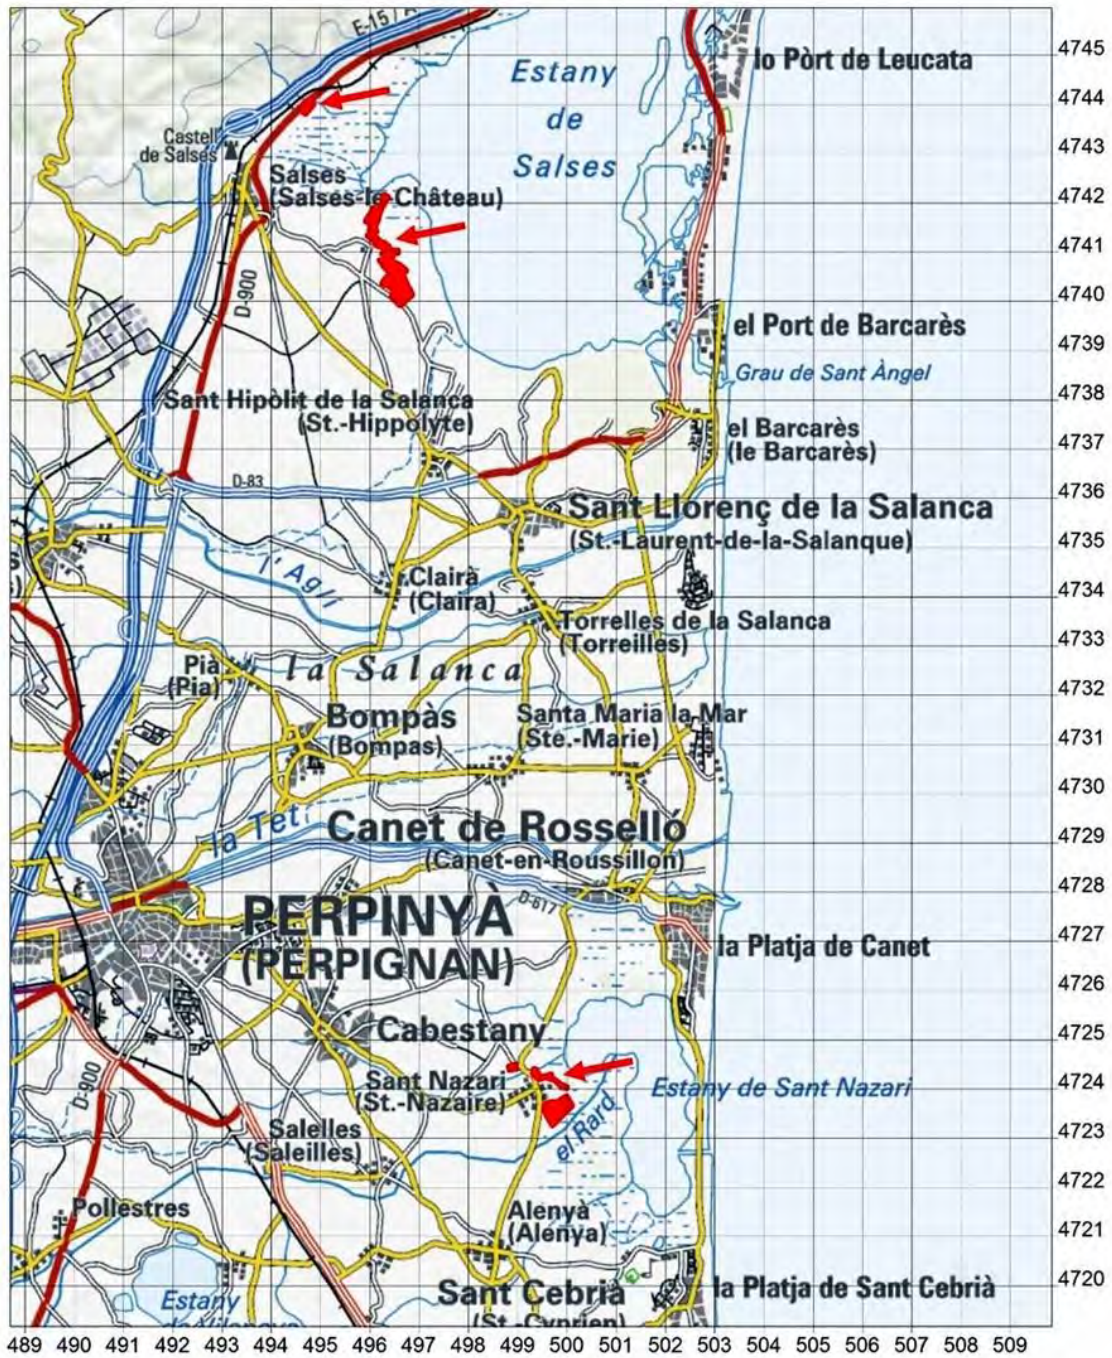 E-15 / A
4745
lo Pòrt de Leucata
Estany
de
Salses
4744
Castell
de Salses
4743
Salses
(Salses-le-Château)
4742
4741
D-900
4740
el Port de Barcarès
4739
Grau de Sant Àngel
4738
Sant Hipòlit de la Salanca
(St.-Hippolyte)
el Barcarès
(le Barcarès)
4737
D-83
4736
Sant Llorenç de la Salanca
(St.-Laurent-de-la-Salanque)
4735
l'Aglí
Clairà
(Claira)
4734
Torrelles de la Salanca
(Torreilles)
4733
Pià
(Pia)
la Salanca
4732
Bompàs
(Bompas)
Santa Maria la Mar
(Ste.-Marie)
4731
4730
la Tet
Canet de Rosselló
(Canet-en-Roussillon)
4729
4728
D-617
PERPINYÀ
(PERPIGNAN)
4727
la Platja de Canet
4726
Cabestany
4725
Sant Nazari
(St.-Nazaire)
4724
Estany de Sant Nazari
D-900
el Rard
4723
Salelles
(Saleilles)
4722
Pollestres
Alenyà
(Alenya)
4721
4720
Sant Cebrià
(St.-Cyprien)
la Platja de Sant Cebrià
Estany
489 490 491 492 493 494 495 496 497 498 499 500 501 502 503 504 505 506 507 508 509